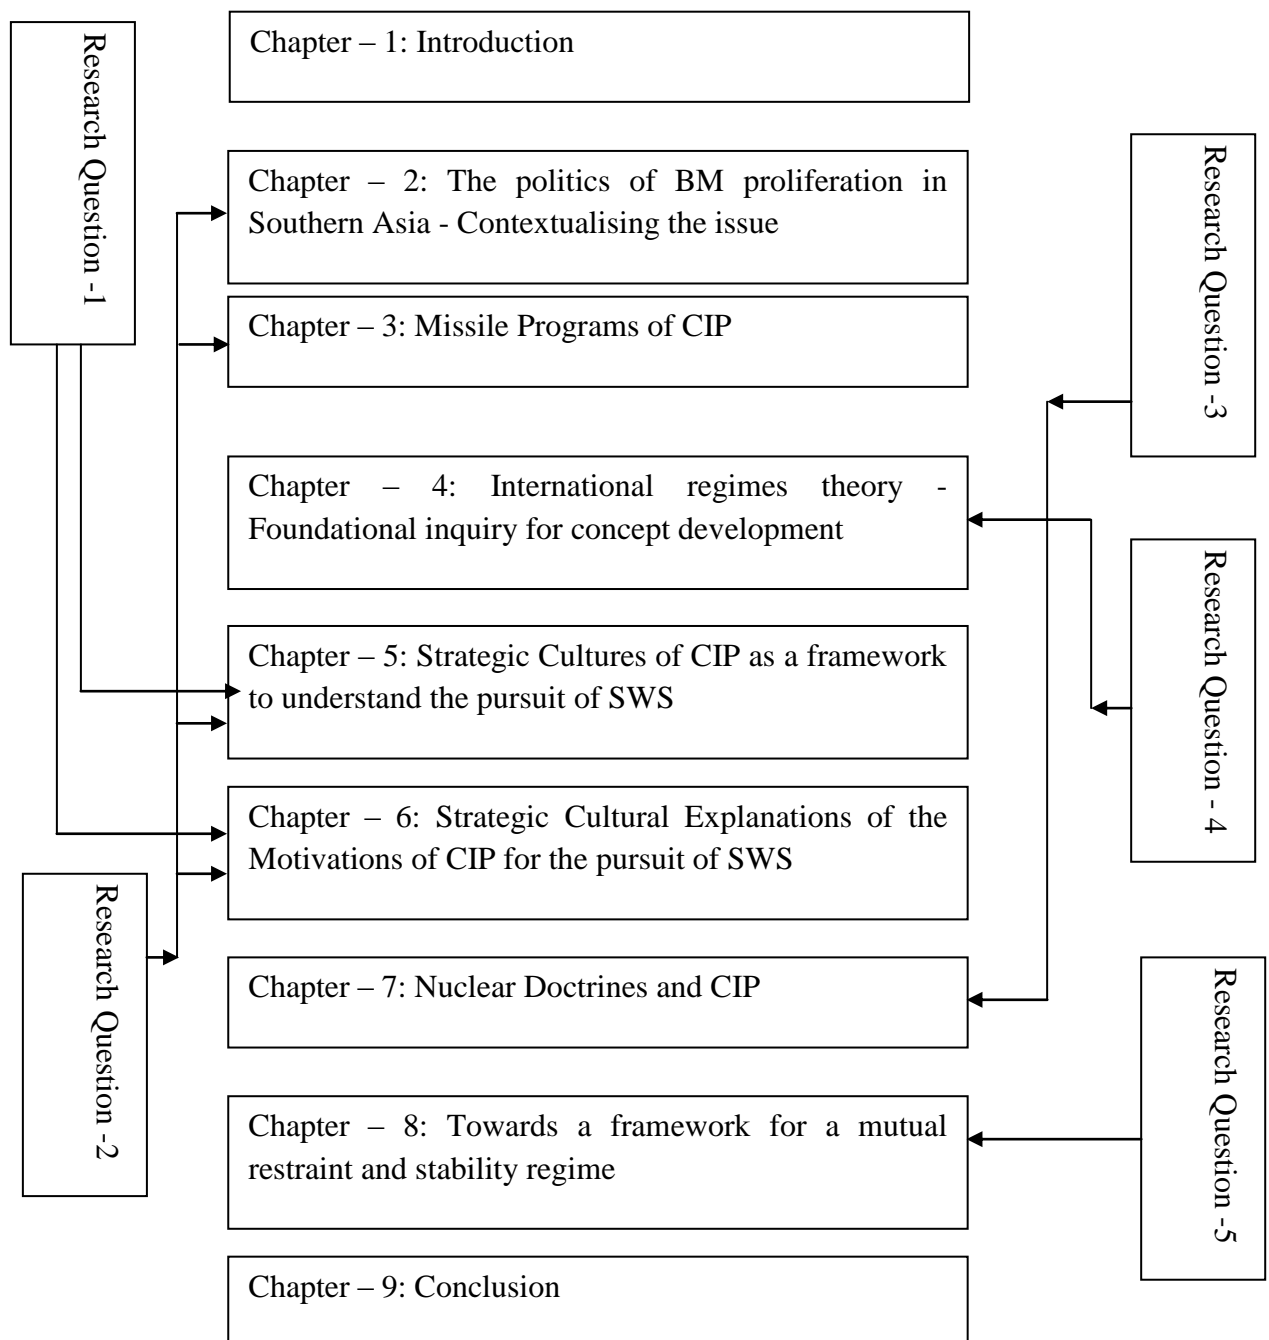 Research Question -1
Chapter – 1: Introduction
Chapter – 2: The politics of BM proliferation in
Southern Asia - Contextualising the issue
Chapter – 3: Missile Programs of CIP
Research Question -3
Chapter – 4: International regimes theory -
Foundational inquiry for concept development
Research Question - 4
Chapter – 5: Strategic Cultures of CIP as a framework
to understand the pursuit of SWS
Chapter – 6: Strategic Cultural Explanations of the
Motivations of CIP for the pursuit of SWS
Research Question -2
Chapter – 7: Nuclear Doctrines and CIP
Research Question -5
Chapter – 8: Towards a framework for a mutual
restraint and stability regime
Chapter – 9: Conclusion